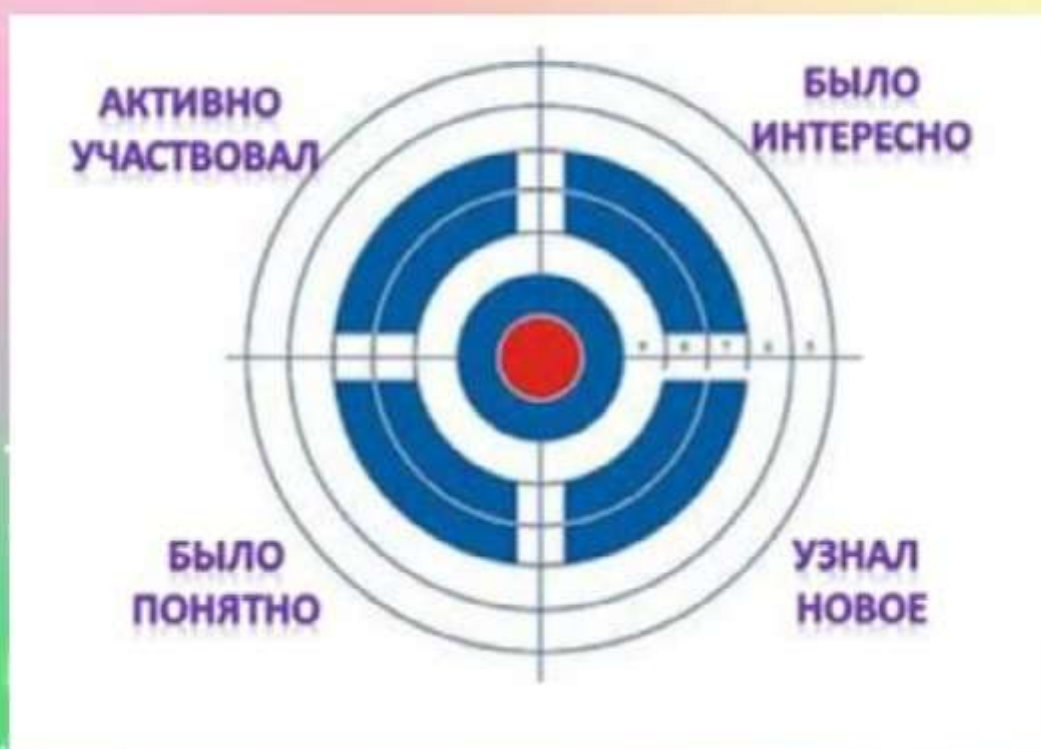 АКТИВНО
УЧАСТВОВАЛ
БЫЛО
ИНТЕРЕСНО
БЫЛО
ПОНЯТНО
УЗНАЛ
НОВОЕ